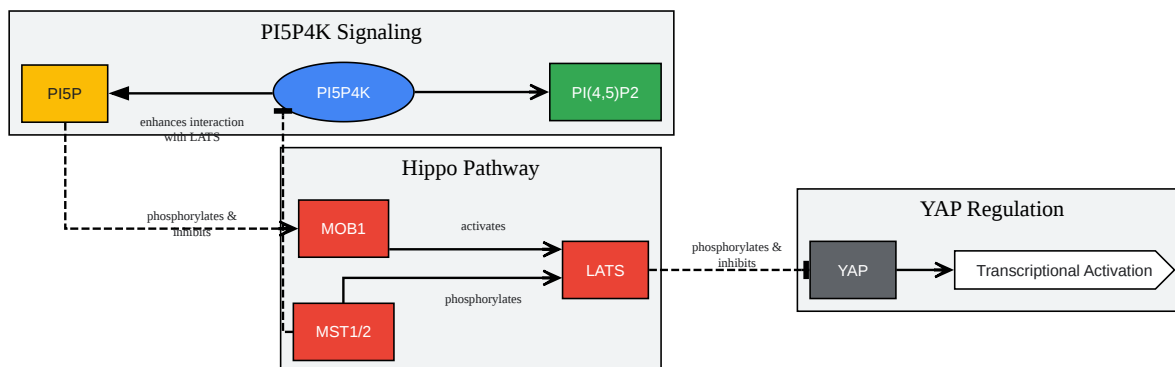 PI5P4K Signaling
PI5P
PI5P4K
PI(4,5)P2
enhances interaction
with LATS
Hippo Pathway
phosphorylates &
inhibits
MOB1
activates
LATS
phosphorylates
MST1/2
phosphorylates &
inhibits
YAP Regulation
YAP
Transcriptional Activation